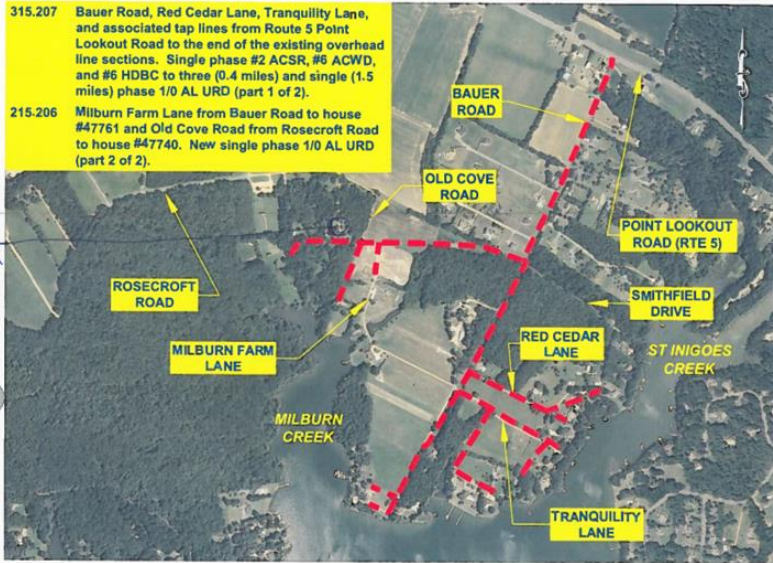 315.207 Bauer Road, Red Cedar Lane, Tranquility Lane,
and associated tap lines from Route 5 Point
Lookout Road to the end of the existing overhead
line sections. Single phase #2 ACSR, #6 ACWD,
and #6 HDBC to three (0.4 miles) and single (1.5
miles) phase 1/0 AL URD (part 1 of 2).
215.206 Milburn Farm Lane from Bauer Road to house
#47761 and Old Cove Road from Rosecroft Road
to house #47740. New single phase 1/0 AL URD
(part 2 of 2).
BAUER
ROAD
OLD COVE
ROAD
POINT LOOKOUT
ROAD (RTE 5)
ROSECROFT
ROAD
SMITHFIELD
DRIVE
MILBURN FARM
LANE
RED CEDAR
LANE
ST INIGOES
CREEK
MILBURN
CREEK
TRANQUILITY
LANE